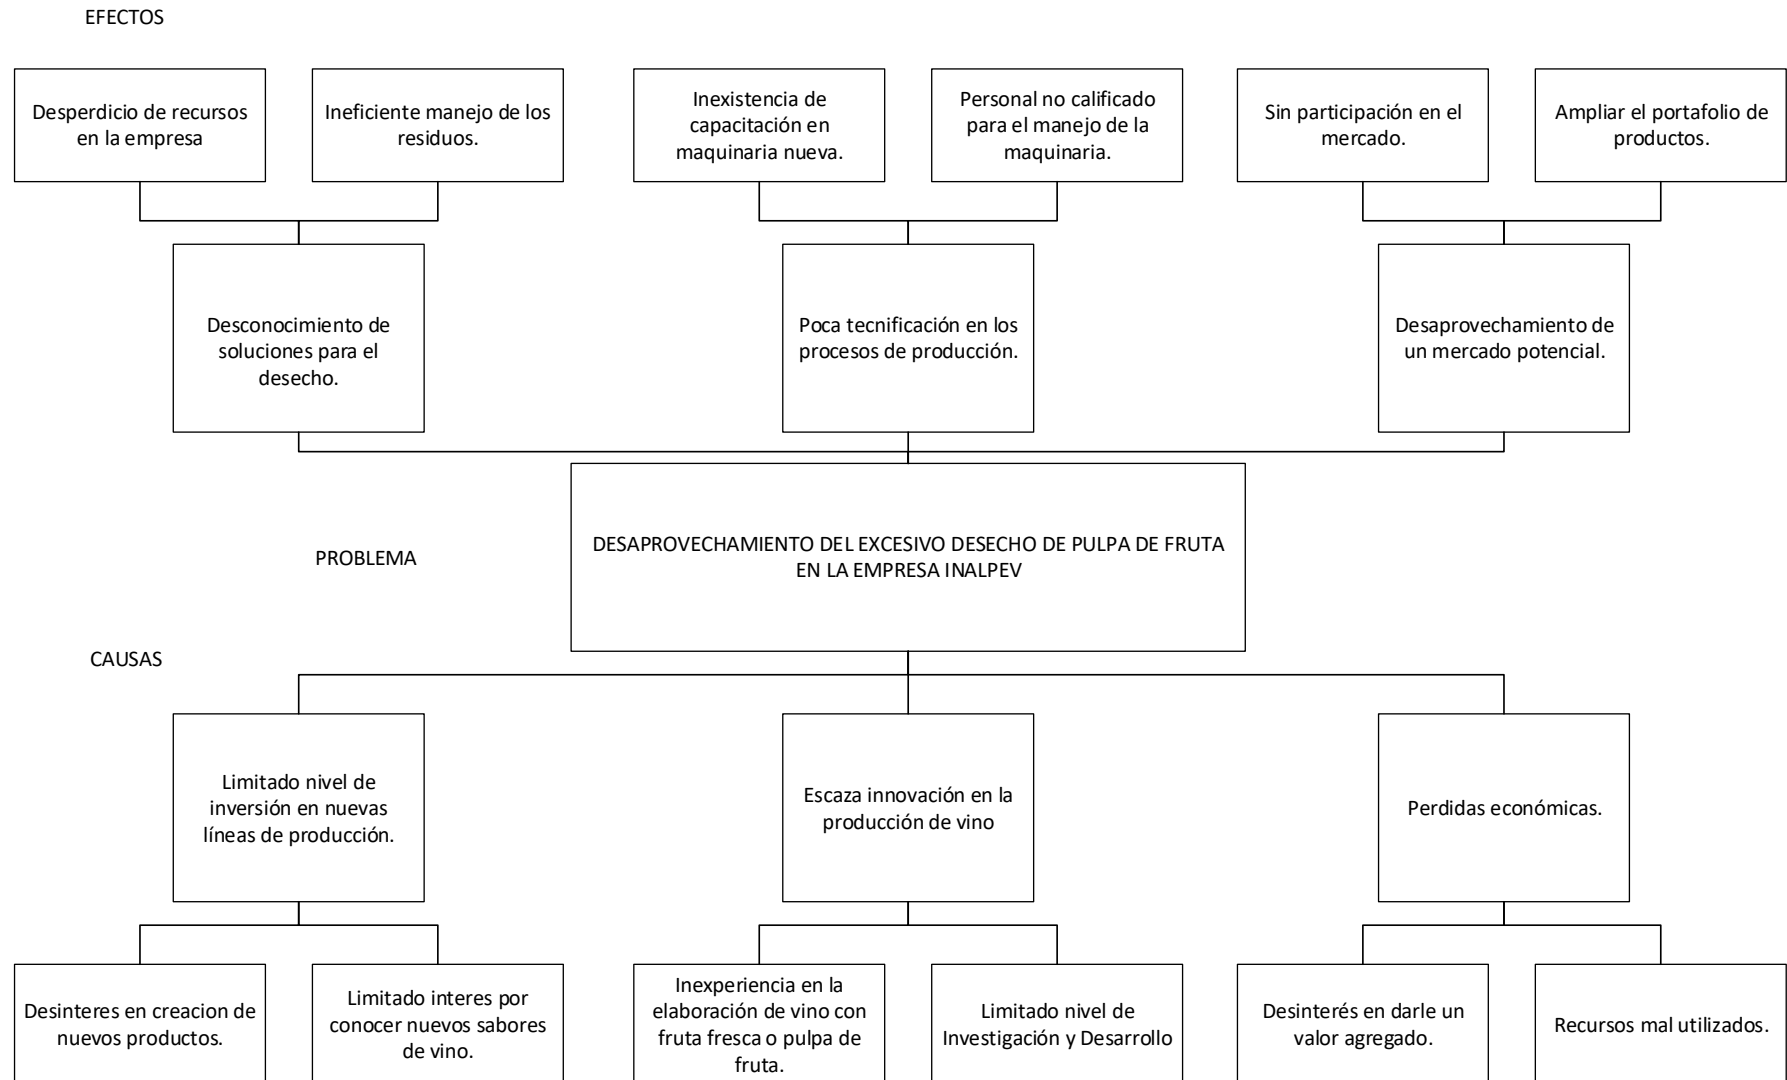 EFECTOS
Desperdicio de recursos
en la empresa
Ineficiente manejo de los
residuos.
Inexistencia de
capacitación en
maquinaria nueva.
Personal no calificado
para el manejo de la
maquinaria.
Sin participación en el
mercado.
Ampliar el portafolio de
productos.
Desconocimiento de
soluciones para el
desecho.
Poca tecnificación en los
procesos de producción.
Desaprovechamiento de
un mercado potencial.
PROBLEMA
DESAPROVECHAMIENTO DEL EXCESIVO DESECHO DE PULPA DE FRUTA
EN LA EMPRESA INALPEV
CAUSAS
Limitado nivel de
inversión en nuevas
líneas de producción.
Escaza innovación en la
producción de vino
Perdidas económicas.
Desinteres en creacion de
nuevos productos.
Limitado interes por
conocer nuevos sabores
de vino.
Inexperiencia en la
elaboración de vino con
fruta fresca o pulpa de
fruta.
Limitado nivel de
Investigación y Desarrollo
Desinterés en darle un
valor agregado.
Recursos mal utilizados.